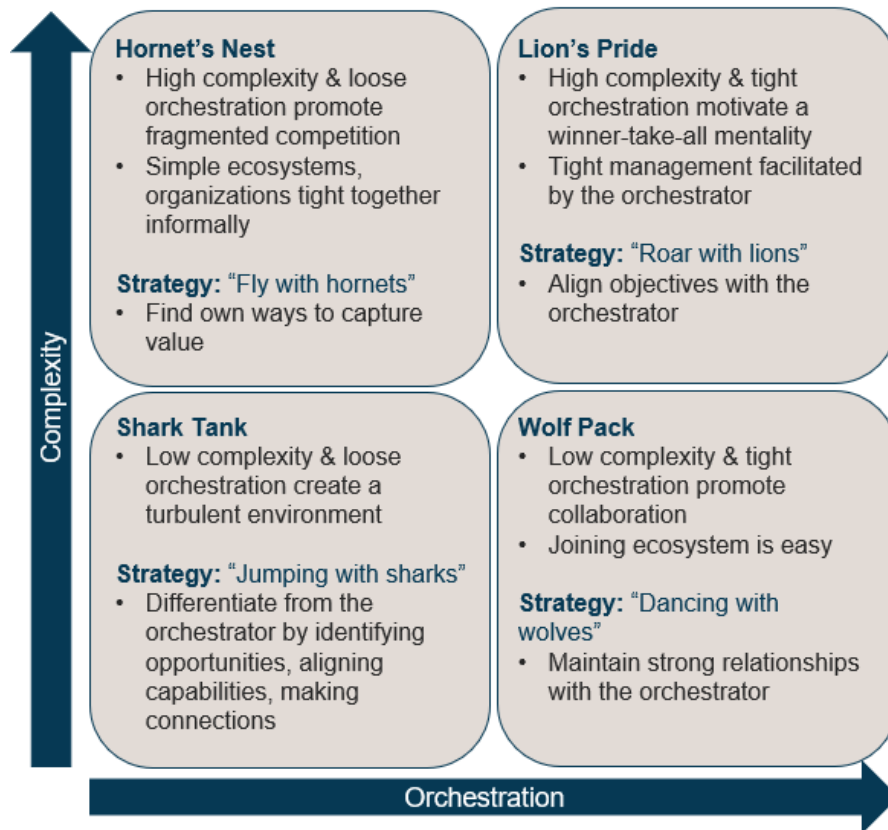 Complexity
Hornet's Nest
• High complexity & loose
orchestration promote
fragmented competition
• Simple ecosystems,
organizations tight together
informally
Strategy: “Fly with hornets”
• Find own ways to capture
value
Lion's Pride
• High complexity & tight
orchestration motivate a
winner-take-all mentality
• Tight management facilitated
by the orchestrator
Strategy: “Roar with lions”
• Align objectives with the
orchestrator
Shark Tank
• Low complexity & loose
orchestration create a
turbulent environment
Strategy: “Jumping with sharks”
• Differentiate from the
orchestrator by identifying
opportunities, aligning
capabilities, making
connections
Wolf Pack
• Low complexity & tight
orchestration promote
collaboration
• Joining ecosystem is easy
Strategy: “Dancing with
wolves”
• Maintain strong relationships
with the orchestrator
Orchestration